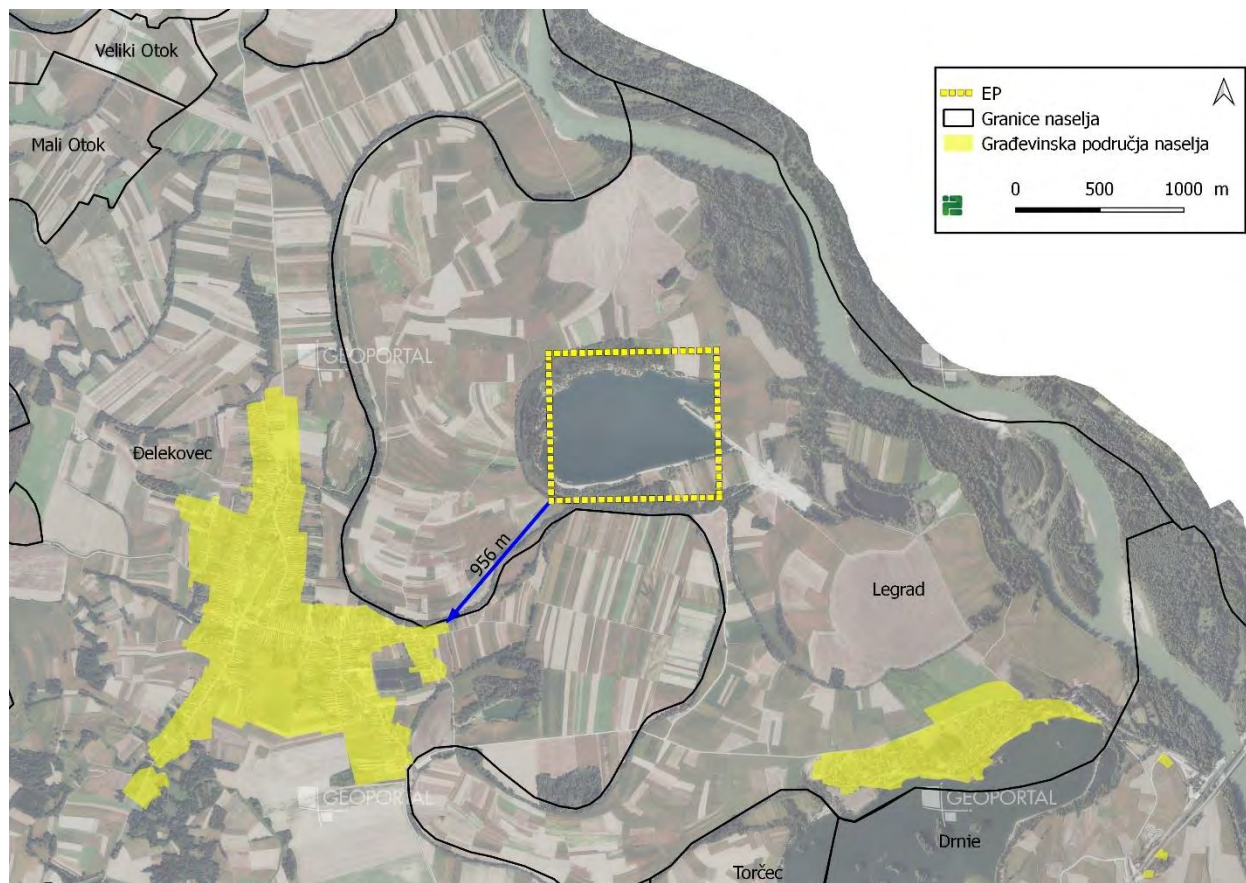 Veliki Otok
Mali Otok
EP
Granice naselja
Građevinska područja naselja
0 500 1000 m
GEOPORTAL
Đelekovec
956 m
Legrad
GEOPORTAL
GEOPORTAL
Drnje
Torčec